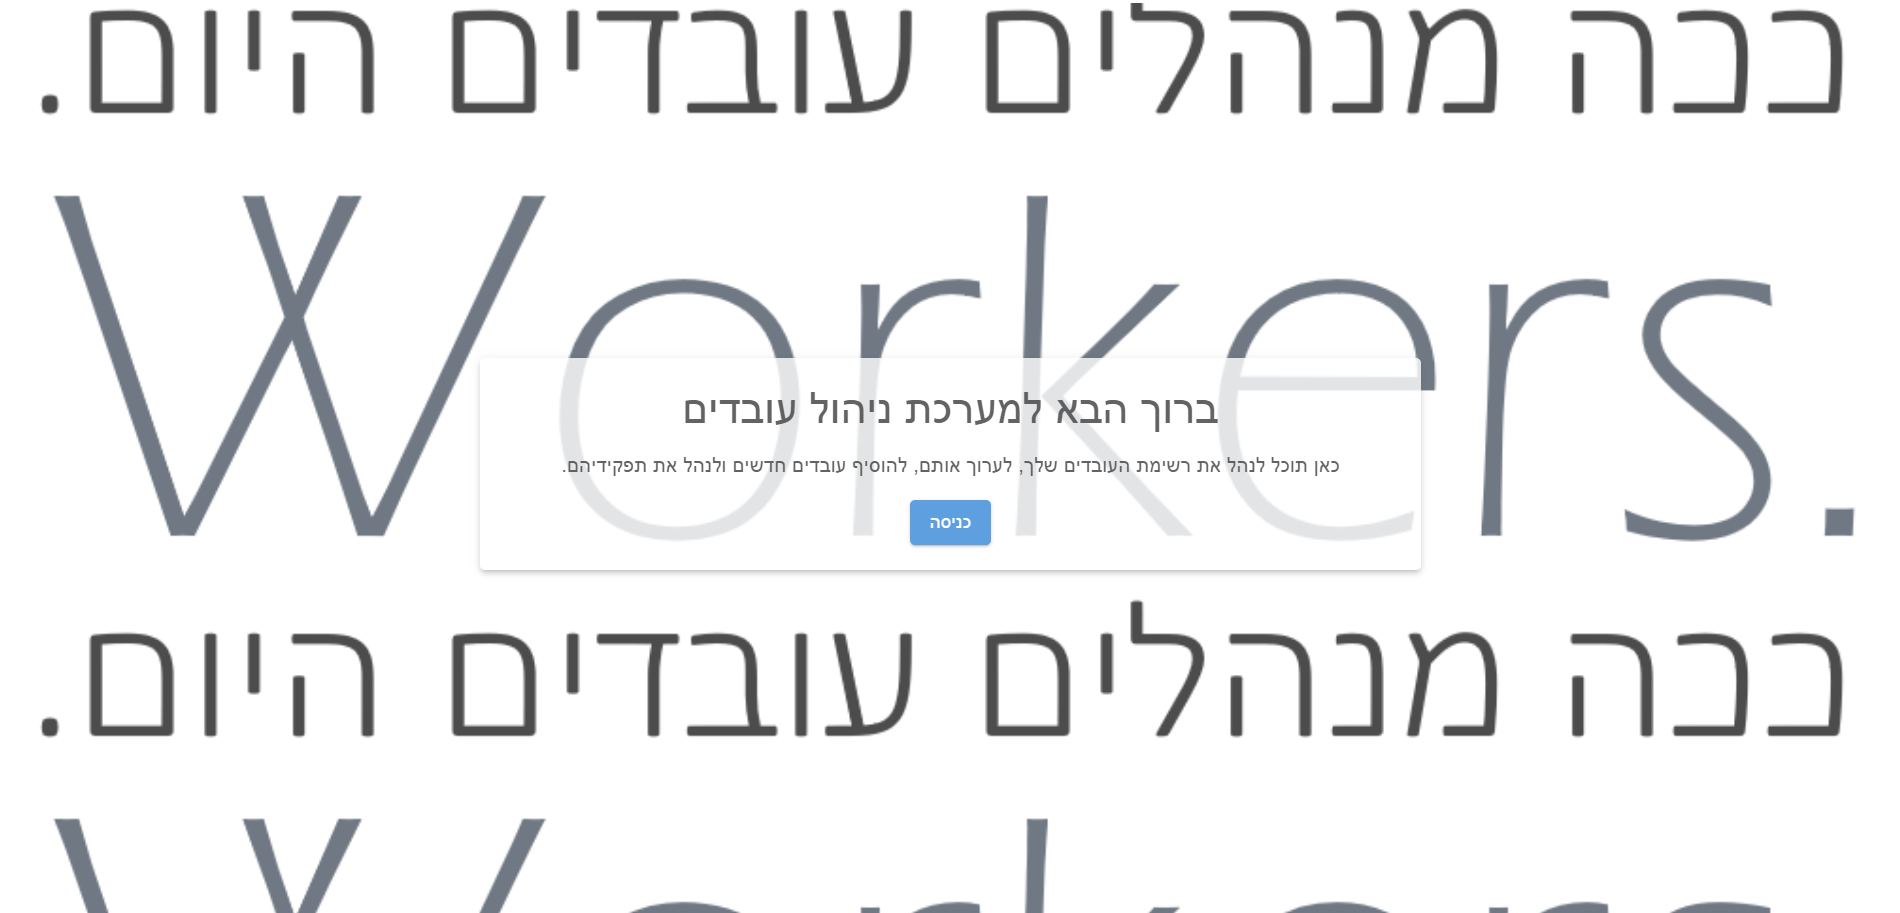 ככה מנהלים עובדים היום.
Workers.
ברוך הבא למערכת ניהול עובדים
כאן תוכל לנהל את רשימת העובדים שלך, לערוך אותם, להוסיף עובדים חדשים ולנהל את תפקידיהם.
כניסה
ככה מנהלים עובדים היום.
Workers